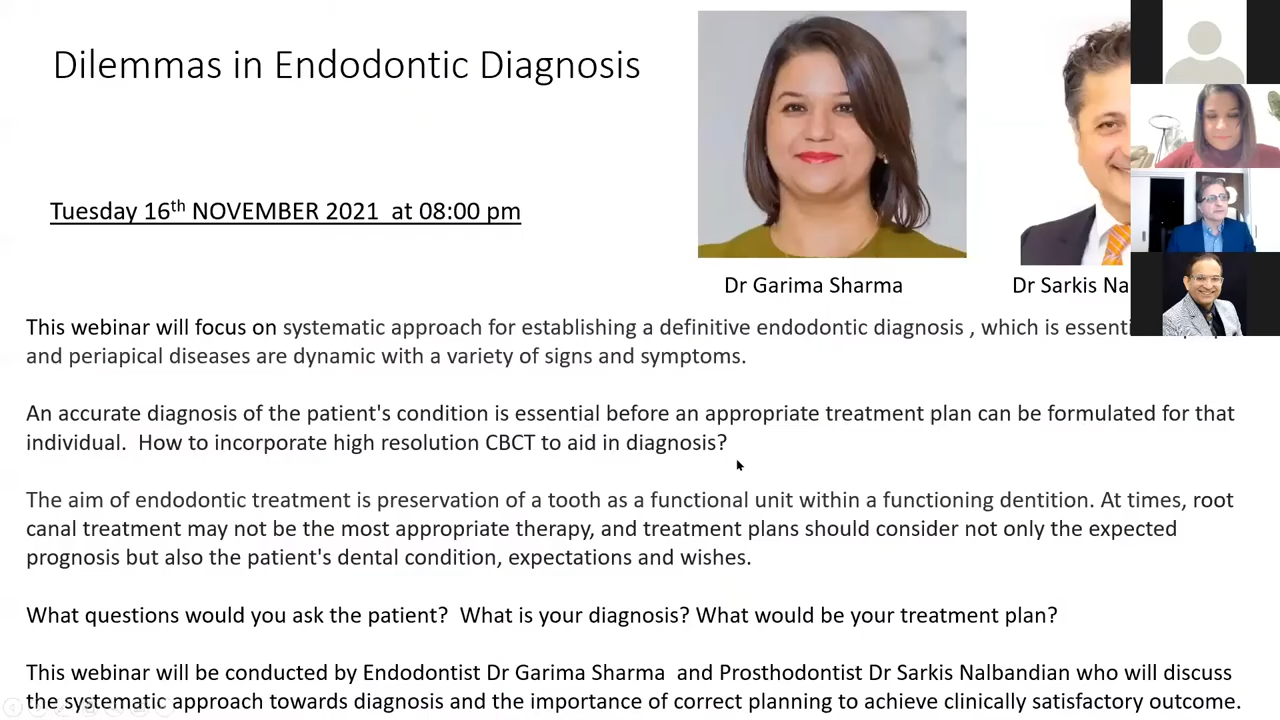 Dilemmas in Endodontic Diagnosis
Tuesday 16th NOVEMBER 2021 at 08:00 pm
Dr Garima Sharma
Dr Sarkis
This webinar will focus on systematic approach for establishing a definitive endodontic diagnosis , which is
and periapical diseases are dynamic with a variety of signs and symptoms.
An accurate diagnosis of the patient's condition is essential before an appropriate treatment plan can be formulated for that
individual. How to incorporate high resolution CBCT to aid in diagnosis?
The aim of endodontic treatment is preservation of a tooth as a functional unit within a functioning dentition. At times, root
canal treatment may not be the most appropriate therapy, and treatment plans should consider not only the expected
prognosis but also the patient's dental condition, expectations and wishes.
What questions would you ask the patient? What is your diagnosis? What would be your treatment plan?
This webinar will be conducted by Endodontist Dr Garima Sharma and Prosthodontist Dr Sarkis Nalbandian who will discuss
the systematic approach towards diagnosis and the importance of correct planning to achieve clinically satisfactory outcome.